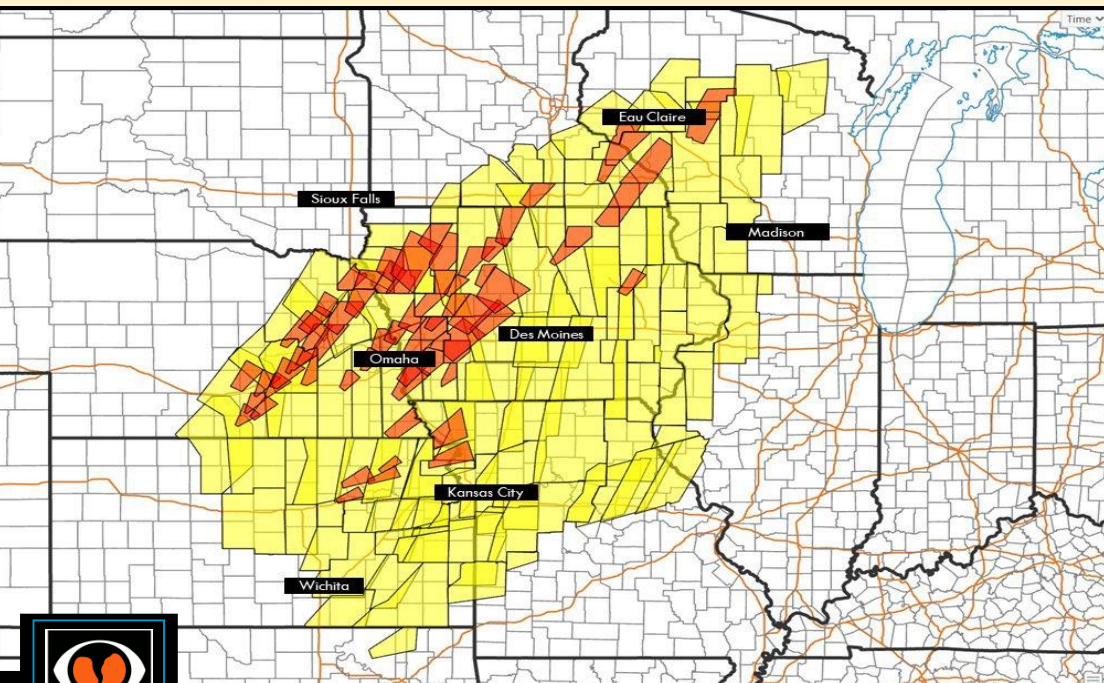 Time
Eau Claire
Sioux Falls
Madison
Des Moines
Omaha
Kansas City
Wichita